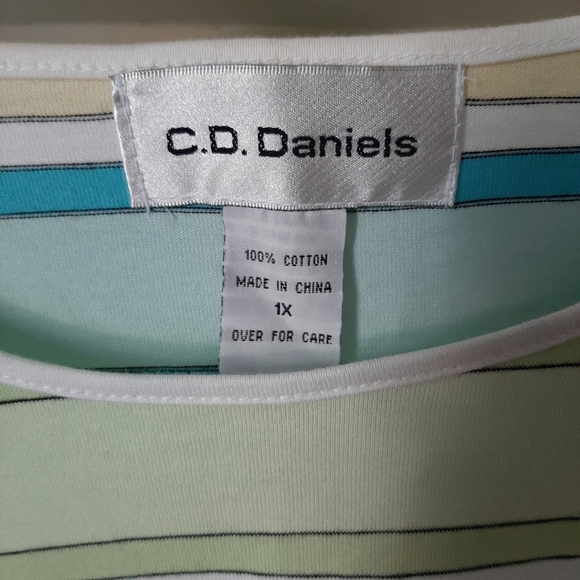 C.D. Daniels
100% COTTON
MADE IN CHINA
1X
OVER FOR CARE